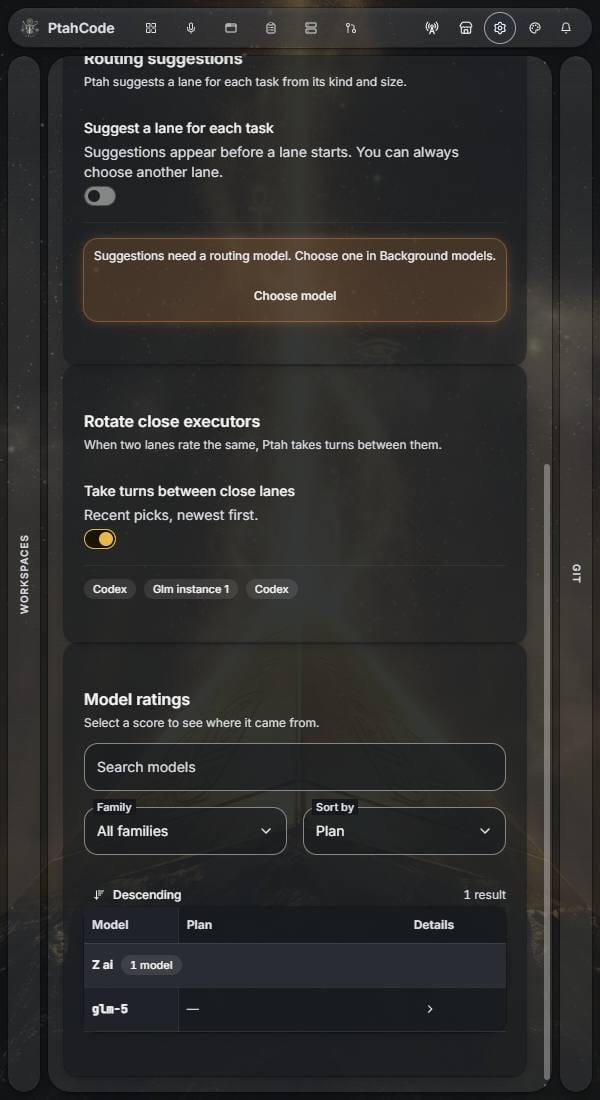 PtahCode
Routing suggestions
Ptah suggests a lane for each task from its kind and size.
Suggest a lane for each task
Suggestions appear before a lane starts. You can always
choose another lane.
Suggestions need a routing model. Choose one in Background models.
Choose model
Rotate close executors
When two lanes rate the same, Ptah takes turns between them.
Take turns between close lanes
Recent picks, newest first.
Codex Glm instance 1 Codex
WORKSPACES
GIT
Model ratings
Select a score to see where it came from.
Search models
Family Sort by
All families Plan
Descending 1 result
Model Plan Details
Z ai 1 model
glm-5 —